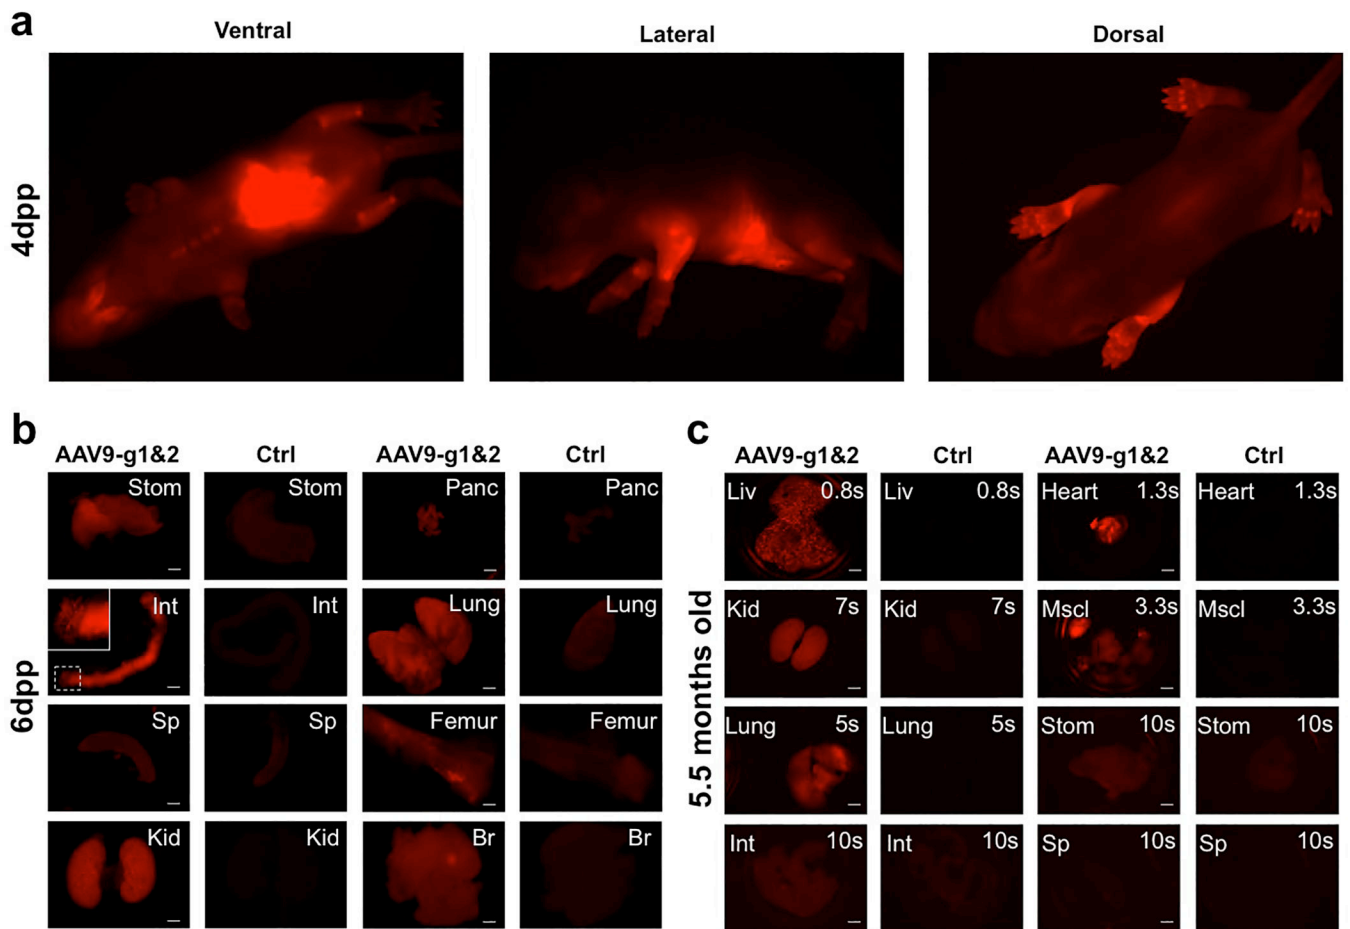 a
Ventral
Lateral
Dorsal
4dpp
b
AAV9-g1&2
Ctrl
AAV9-g1&2
Ctrl
6dpp
Stom
Stom
Panc
Panc
Int
Int
Lung
Lung
Sp
Sp
Femur
Femur
Kid
Kid
Br
Br
c
AAV9-g1&2
Ctrl
AAV9-g1&2
Ctrl
5.5 months old
Liv 0.8s
Liv 0.8s
Heart 1.3s
Heart 1.3s
Kid 7s
Kid 7s
Mscl 3.3s
Mscl 3.3s
Lung 5s
Lung 5s
Stom 10s
Stom 10s
Int 10s
Int 10s
Sp 10s
Sp 10s